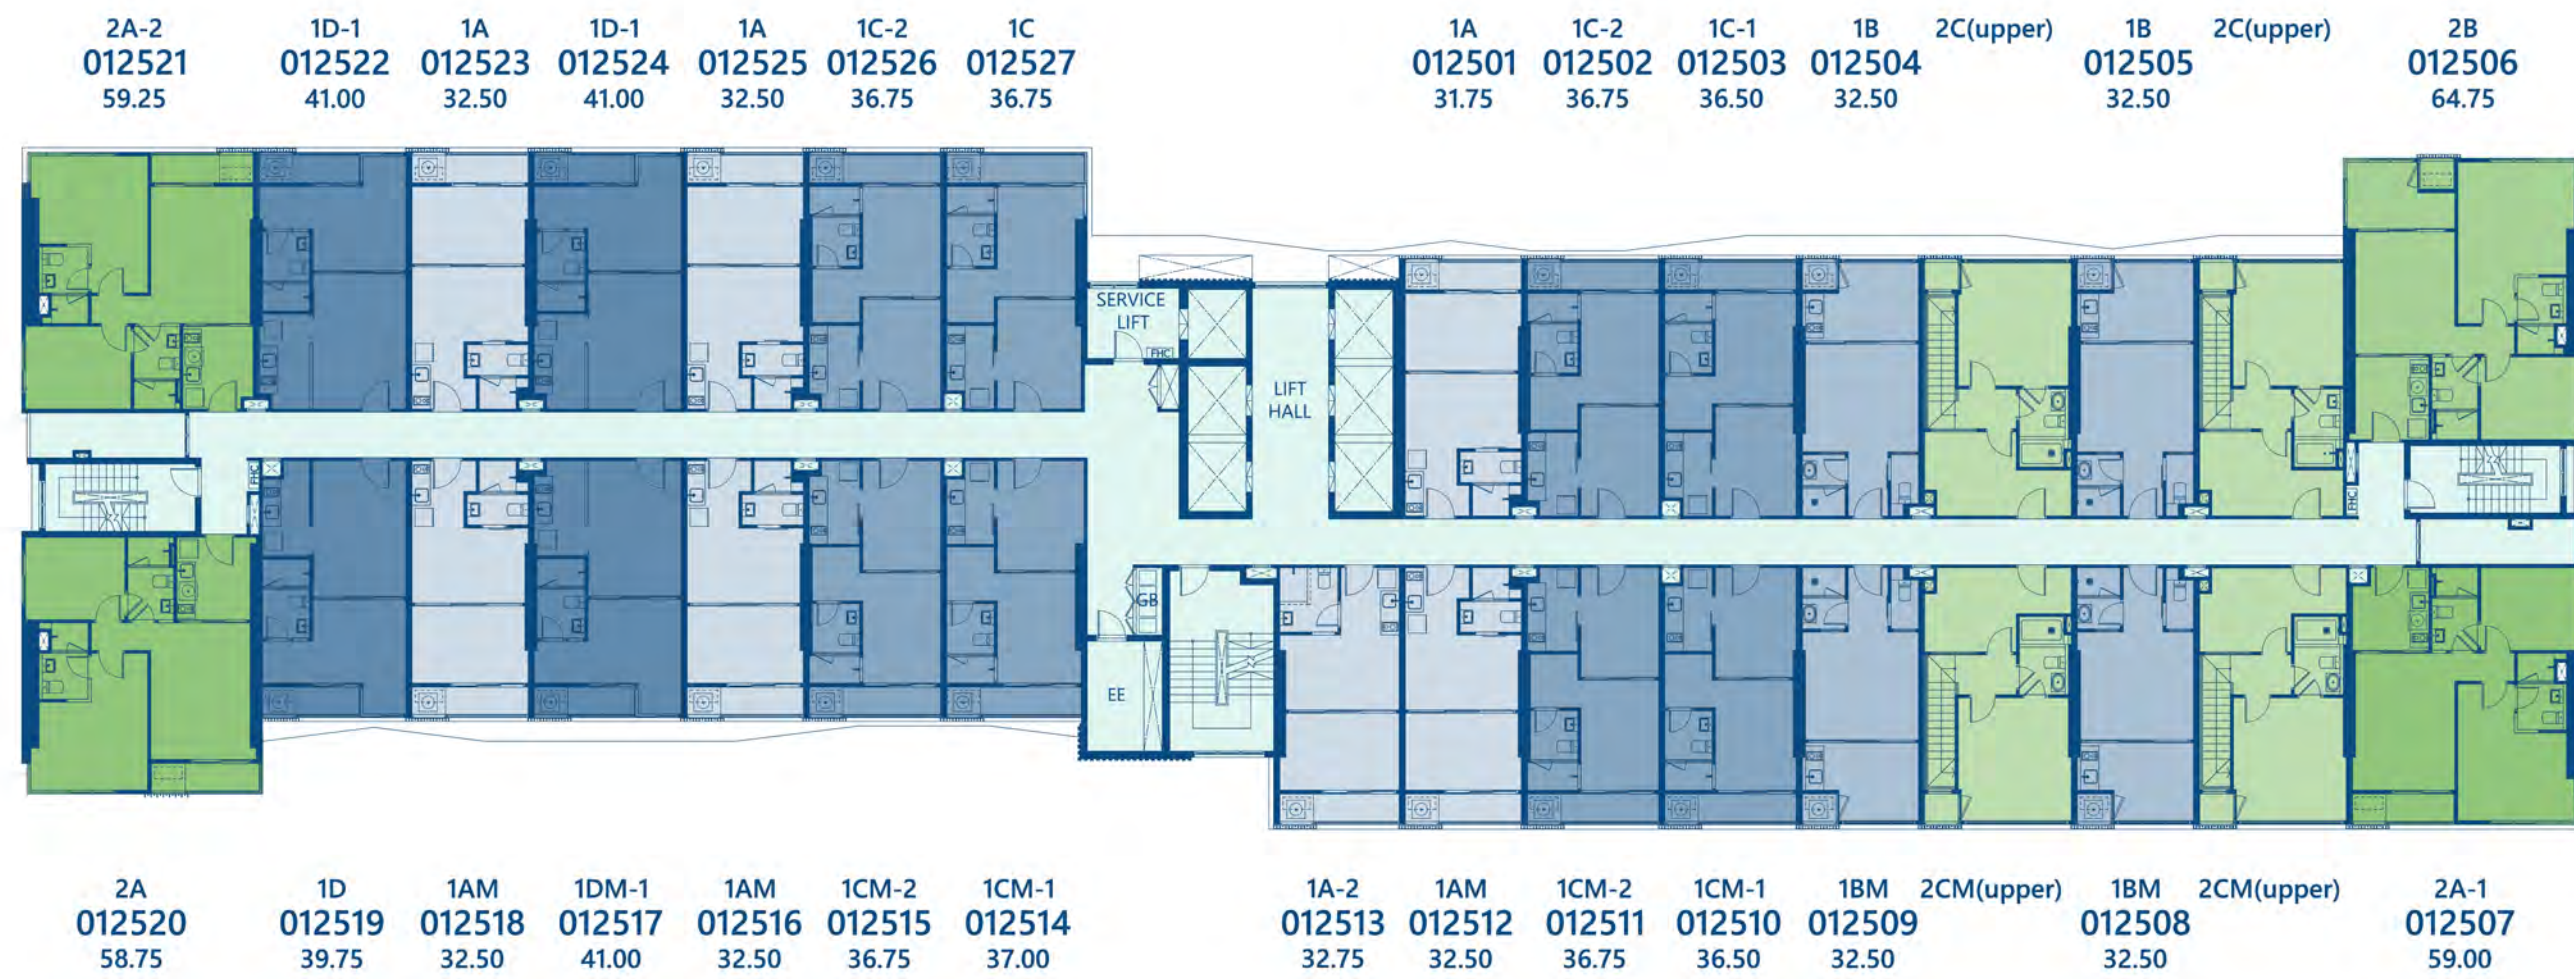 2A-2 1D-1 1A 1D-1 1A 1C-2 1C 1A 1C-2 1C-1 1B 2C(upper) 1B 2C(upper) 2B
012521 012522 012523 012524 012525 012526 012527 012501 012502 012503 012504 012505 012506
59.25 41.00 32.50 41.00 32.50 36.75 36.75 31.75 36.75 36.50 32.50 32.50 64.75
SERVICE
LIFT
FHC
LIFT
HALL
FHC
FHC
GB
EE
2A 1D 1AM 1DM-1 1AM 1CM-2 1CM-1 1A-2 1AM 1CM-2 1CM-1 1BM 2CM(upper) 1BM 2CM(upper) 2A-1
012520 012519 012518 012517 012516 012515 012514 012513 012512 012511 012510 012509 012508 012507
58.75 39.75 32.50 41.00 32.50 36.75 37.00 32.75 32.50 36.75 36.50 32.50 32.50 59.00